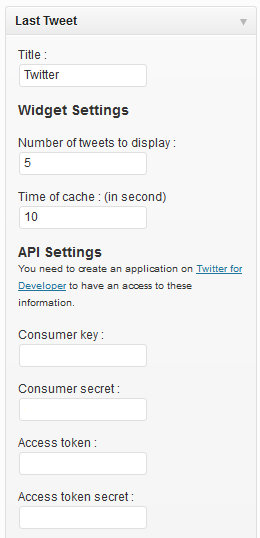 Last Tweet
Title :
Twitter
Widget Settings
Number of tweets to display :
5
Time of cache : (in second)
10
API Settings
You need to create an application on Twitter for
Developer to have an access to these
information.
Consumer key :
Consumer secret :
Access token :
Access token secret :